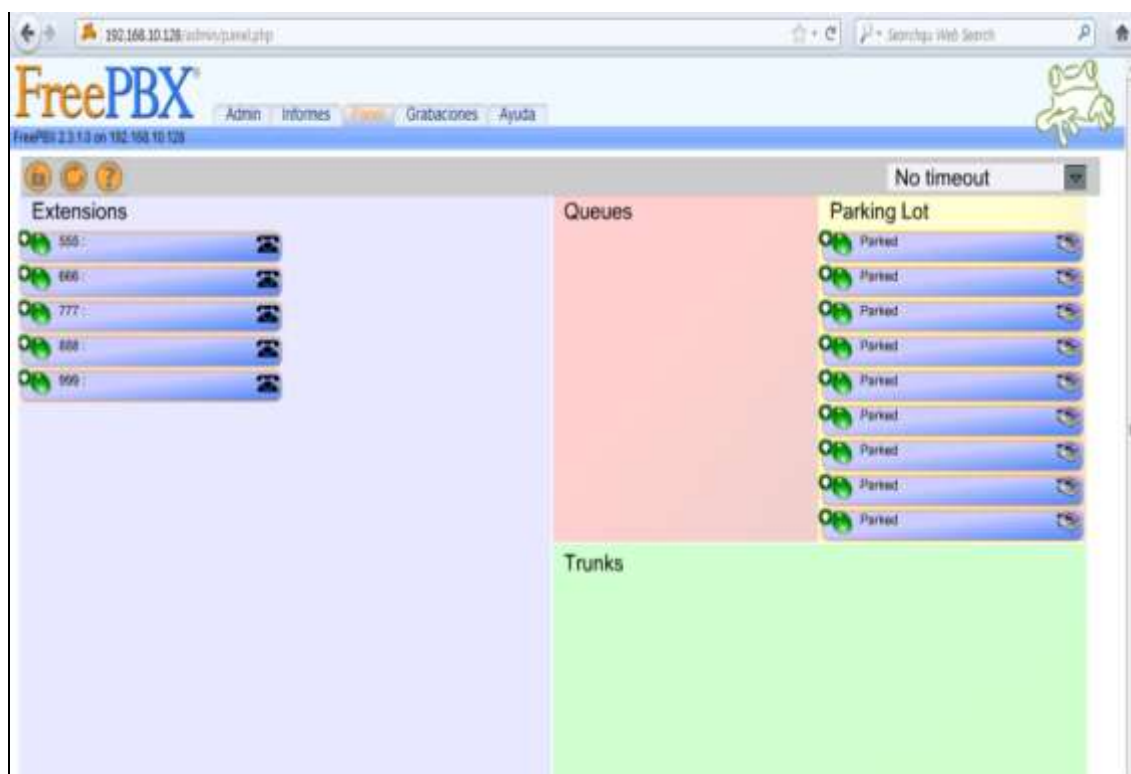 192.168.10.128/admin/panel.php
Search
FreePBX®
Admin Informes Panel Grabaciones Ayuda
FreePBX 2.3.1.0 on 192.168.10.128
No timeout
Extensions
555 :
666 :
777 :
888 :
999 :
Queues
Parking Lot
Parked
Parked
Parked
Parked
Parked
Parked
Parked
Parked
Parked
Trunks